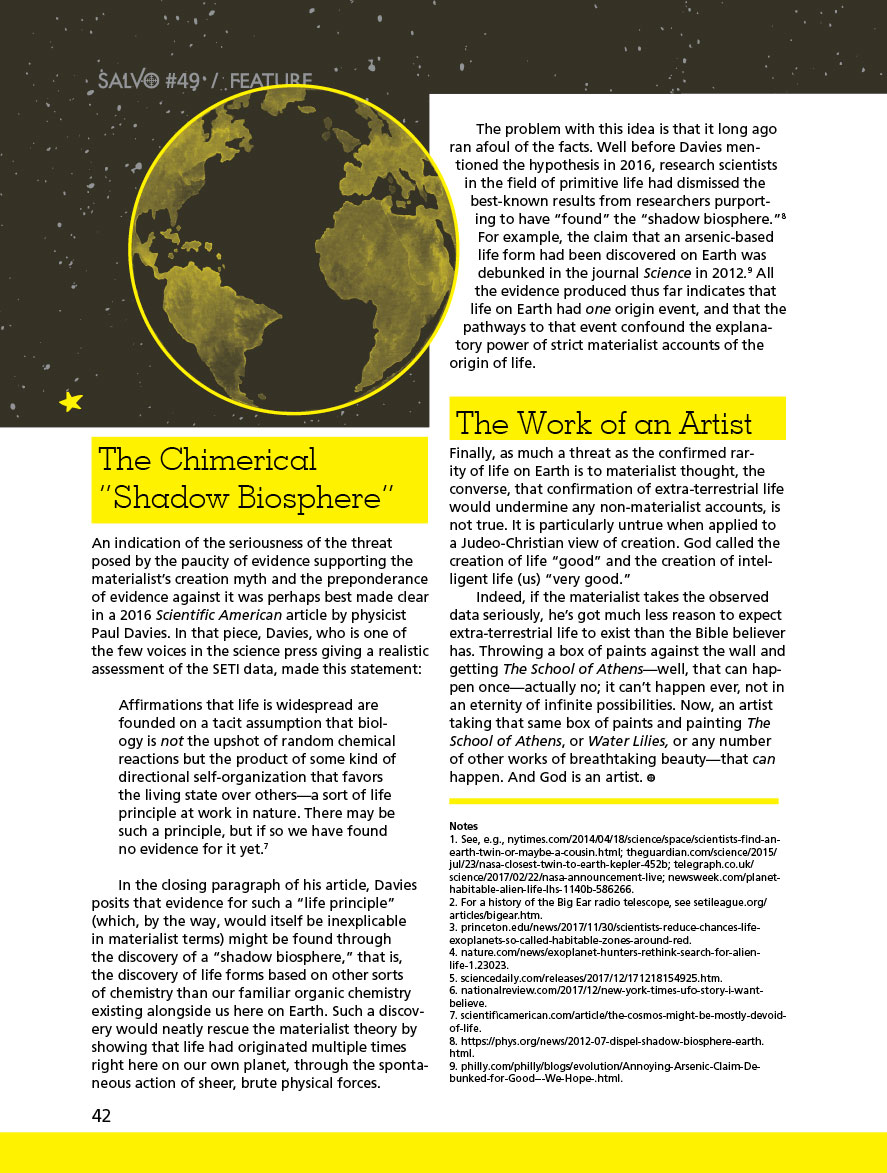 SALVO #49 / FEATURE
The Chimerical
"Shadow Biosphere"
An indication of the seriousness of the threat
posed by the paucity of evidence supporting the
materialist's creation myth and the preponderance
of evidence against it was perhaps best made clear
in a 2016 Scientific American article by physicist
Paul Davies. In that piece, Davies, who is one of
the few voices in the science press giving a realistic
assessment of the SETI data, made this statement:
Affirmations that life is widespread are
founded on a tacit assumption that biol-
ogy is not the upshot of random chemical
reactions but the product of some kind of
directional self-organization that favors
the living state over others—a sort of life
principle at work in nature. There may be
such a principle, but if so we have found
no evidence for it yet.7
In the closing paragraph of his article, Davies
posits that evidence for such a “life principle”
(which, by the way, would itself be inexplicable
in materialist terms) might be found through
the discovery of a “shadow biosphere,” that is,
the discovery of life forms based on other sorts
of chemistry than our familiar organic chemistry
existing alongside us here on Earth. Such a discov-
ery would neatly rescue the materialist theory by
showing that life had originated multiple times
right here on our own planet, through the sponta-
neous action of sheer, brute physical forces.
The problem with this idea is that it long ago
ran afoul of the facts. Well before Davies men-
tioned the hypothesis in 2016, research scientists
in the field of primitive life had dismissed the
best-known results from researchers purport-
ing to have “found” the “shadow biosphere.”8
For example, the claim that an arsenic-based
life form had been discovered on Earth was
debunked in the journal Science in 2012.9 All
the evidence produced thus far indicates that
life on Earth had one origin event, and that the
pathways to that event confound the explana-
tory power of strict materialist accounts of the
origin of life.
The Work of an Artist
Finally, as much a threat as the confirmed rar-
ity of life on Earth is to materialist thought, the
converse, that confirmation of extra-terrestrial life
would undermine any non-materialist accounts, is
not true. It is particularly untrue when applied to
a Judeo-Christian view of creation. God called the
creation of life “good” and the creation of intel-
ligent life (us) “very good.”
Indeed, if the materialist takes the observed
data seriously, he's got much less reason to expect
extra-terrestrial life to exist than the Bible believer
has. Throwing a box of paints against the wall and
getting The School of Athens—well, that can hap-
pen once—actually no; it can't happen ever, not in
an eternity of infinite possibilities. Now, an artist
taking that same box of paints and painting The
School of Athens, or Water Lilies, or any number
of other works of breathtaking beauty—that can
happen. And God is an artist.
Notes
1. See, e.g., nytimes.com/2014/04/18/science/space/scientists-find-an-
earth-twin-or-maybe-a-cousin.html; theguardian.com/science/2015/
jul/23/nasa-closest-twin-to-earth-kepler-452b; telegraph.co.uk/
science/2017/02/22/nasa-announcement-live; newsweek.com/planet-
habitable-alien-life-lhs-1140b-586266.
2. For a history of the Big Ear radio telescope, see setileague.org/
articles/bigear.htm.
3. princeton.edu/news/2017/11/30/scientists-reduce-chances-life-
exoplanets-so-called-habitable-zones-around-red.
4. nature.com/news/exoplanet-hunters-rethink-search-for-alien-
life-1.23023.
5. sciencedaily.com/releases/2017/12/171218154925.htm.
6. nationalreview.com/2017/12/new-york-times-ufo-story-i-want-
believe.
7. scientificamerican.com/article/the-cosmos-might-be-mostly-devoid-
of-life.
8. https://phys.org/news/2012-07-dispel-shadow-biosphere-earth.
html.
9. philly.com/philly/blogs/evolution/Annoying-Arsenic-Claim-De-
bunked-for-Good---We-Hope-.html.
42